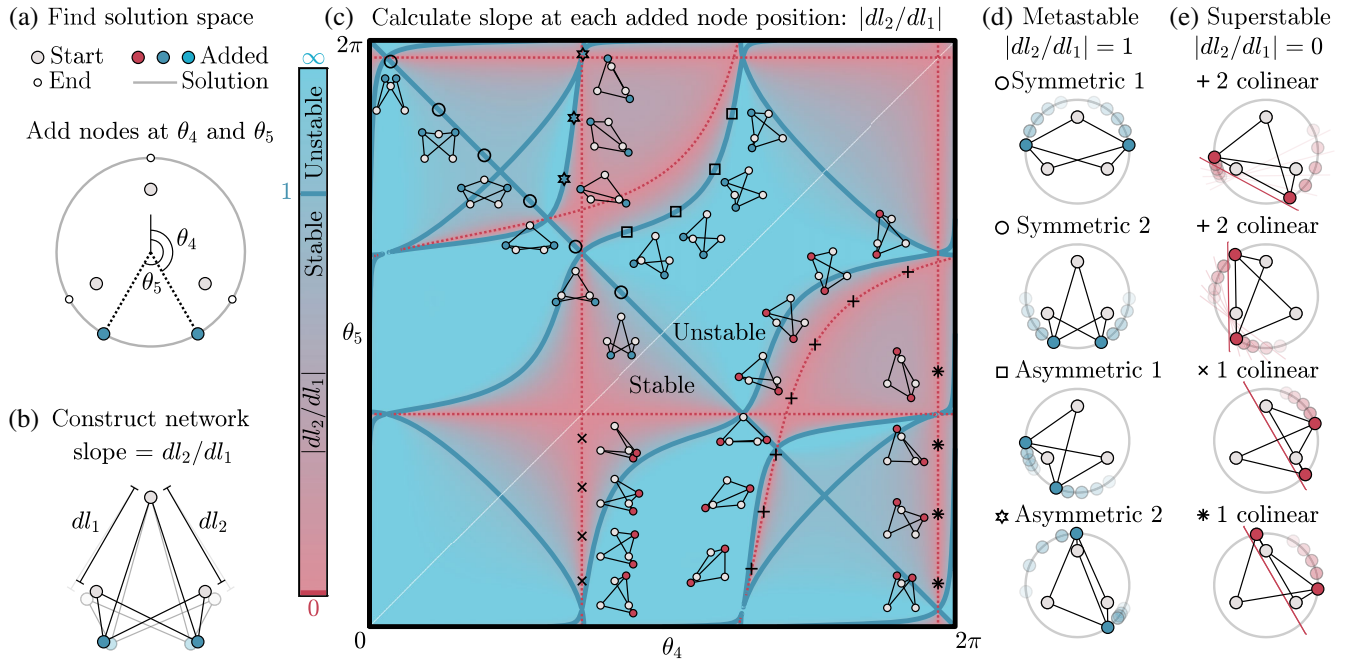 (a) Find solution space
Start
Added
End
Solution
Add nodes at θ₄ and θ₅
θ₄
θ₅
∞
Unstable
1
Stable
|dl₂/dl₁|
0
(b) Construct network
slope = dl₂/dl₁
dl₁
dl₂
(c) Calculate slope at each added node position: |dl₂/dl₁|
2π
θ₅
Unstable
Stable
0
θ₄
2π
(d) Metastable
|dl₂/dl₁| = 1
Symmetric 1
Symmetric 2
Asymmetric 1
Asymmetric 2
(e) Superstable
|dl₂/dl₁| = 0
+ 2 colinear
+ 2 colinear
× 1 colinear
* 1 colinear